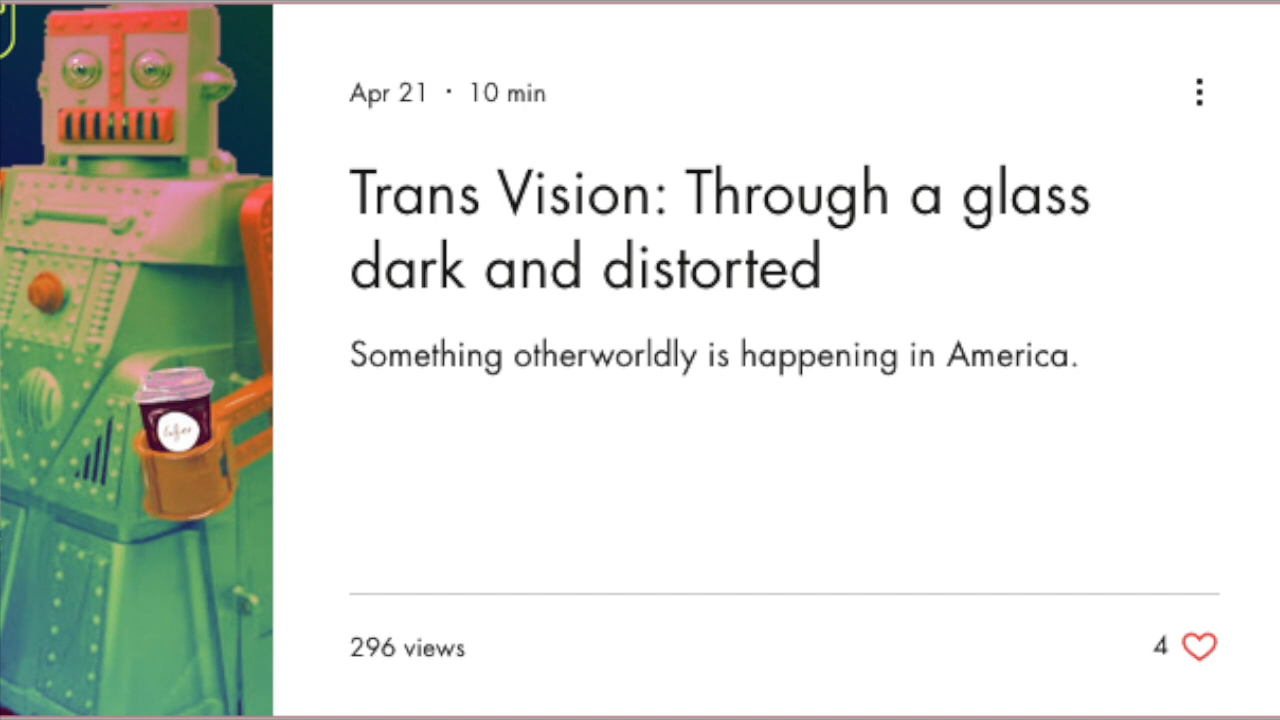 Apr 21 · 10 min
Trans Vision: Through a glass
dark and distorted
Something otherworldly is happening in America.
296 views
4